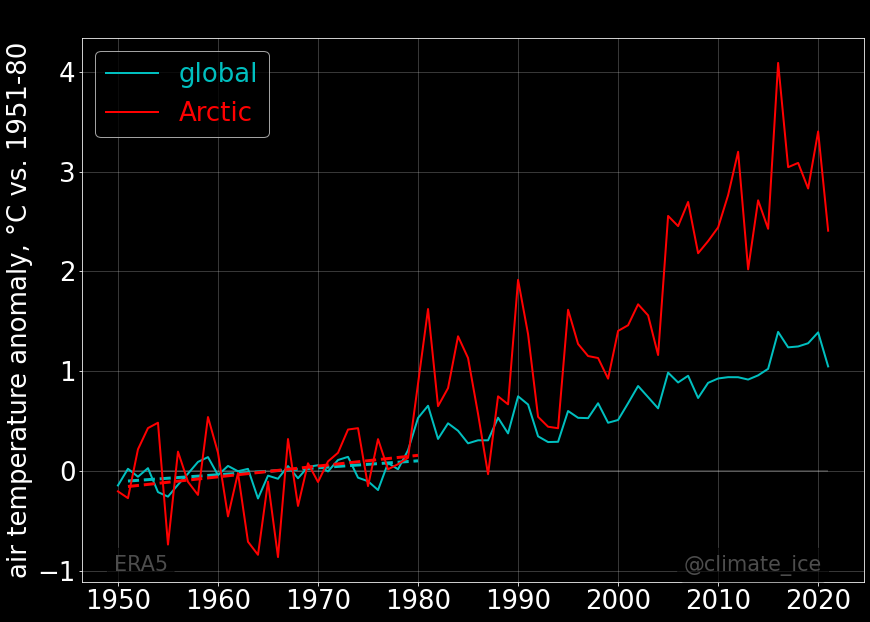 air temperature anomaly, °C vs. 1951-80
global
Arctic
4
3
2
1
0
−1
ERA5
@climate_ice
1950 1960 1970 1980 1990 2000 2010 2020